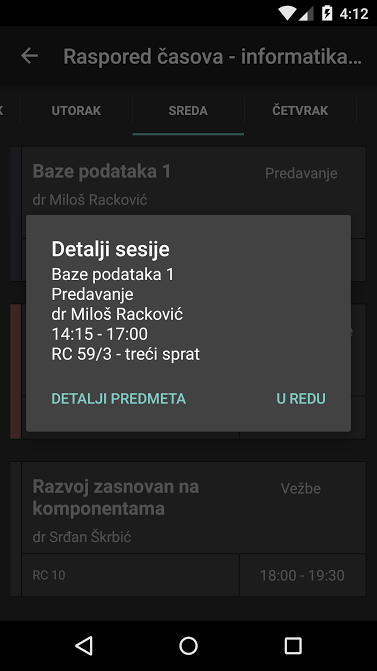 4:12
Raspored časova - informatika...
K
UTORAK
SREDA
ČETVRAK
Baze podataka 1
Predavanje
dr Miloš Racković
Detalji sesije
Baze podataka 1
Predavanje
dr Miloš Racković
14:15 - 17:00
RC 59/3 - treći sprat
DETALJI PREDMETA
U REDU
e
Razvoj zasnovan na
komponentama
Vežbe
dr Srđan Škrbić
RC 10
18:00 - 19:30